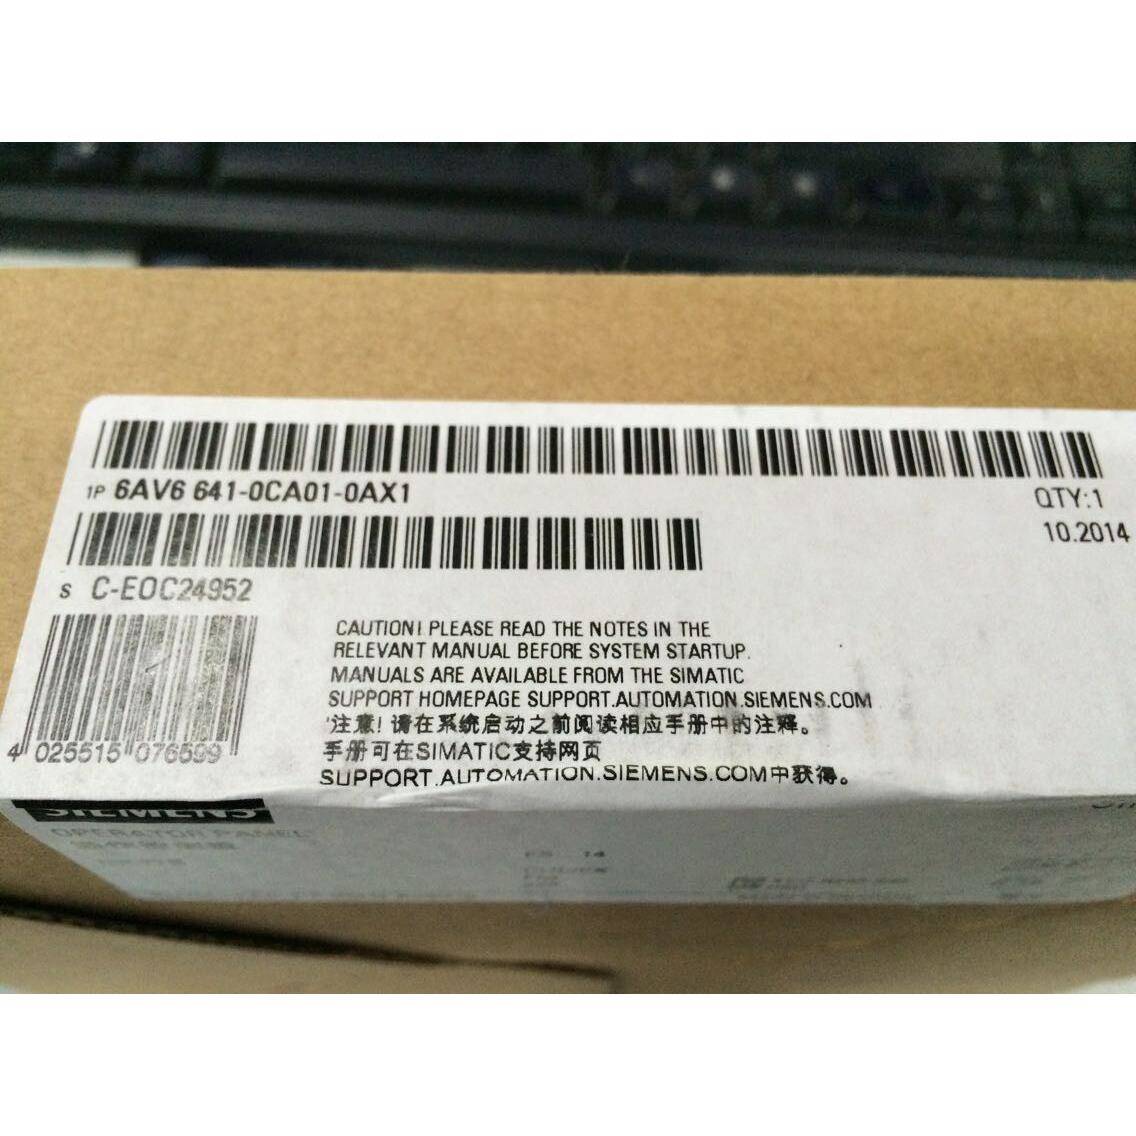 1P 6AV6 641-0CA01-0AX1
QTY:1
10.2014
S C-EOC24952
4 025515 076599
CAUTION! PLEASE READ THE NOTES IN THE
RELEVANT MANUAL BEFORE SYSTEM STARTUP.
MANUALS ARE AVAILABLE FROM THE SIMATIC
SUPPORT HOMEPAGE SUPPORT.AUTOMATION.SIEMENS.COM
注意! 请在系统启动之前阅读相应手册中的注释。
手册可在SIMATIC支持网页
SUPPORT.AUTOMATION.SIEMENS.COM中获得。
SIEMENS
OPERATOR PANEL
14